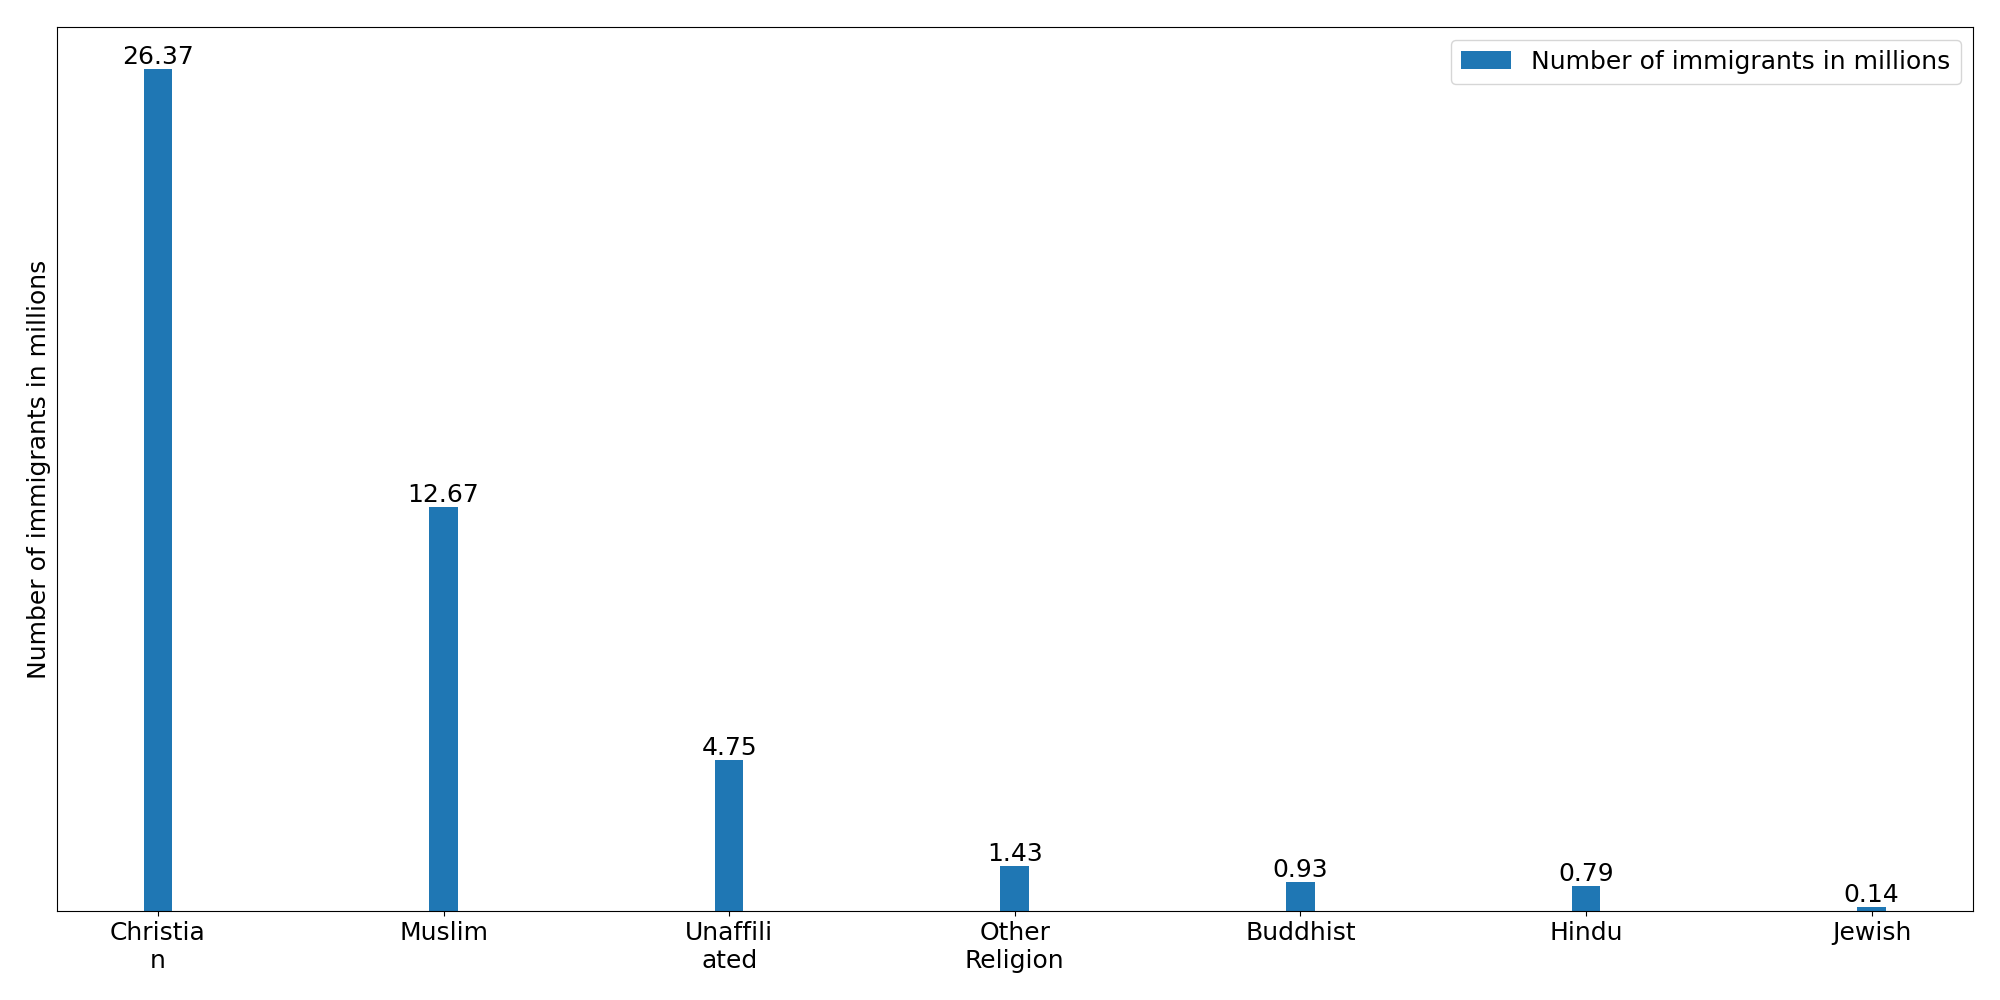 26.37
Number of immigrants in millions
Number of immigrants in millions
12.67
4.75
1.43
0.93
0.79
0.14
Christia
n
Muslim
Unaffili
ated
Other
Religion
Buddhist
Hindu
Jewish